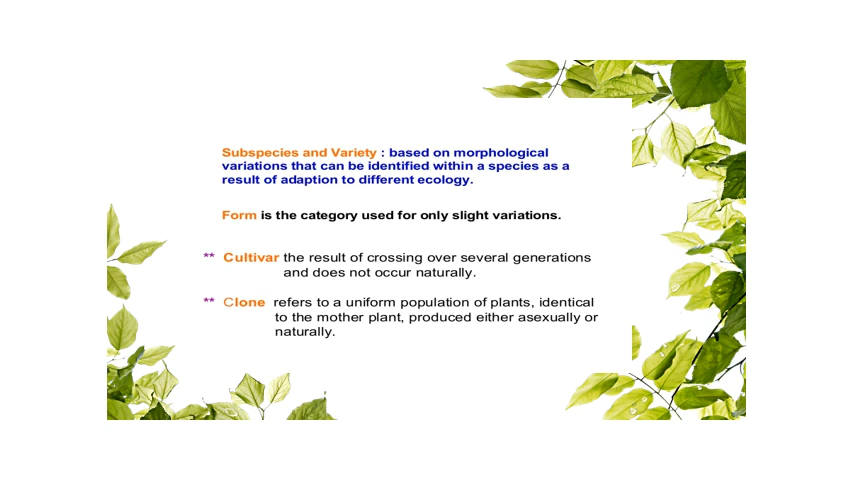 Subspecies and Variety : based on morphological
variations that can be identified within a species as a
result of adaption to different ecology.
Form is the category used for only slight variations.
** Cultivar the result of crossing over several generations
and does not occur naturally.
** Clone refers to a uniform population of plants, identical
to the mother plant, produced either asexually or
naturally.